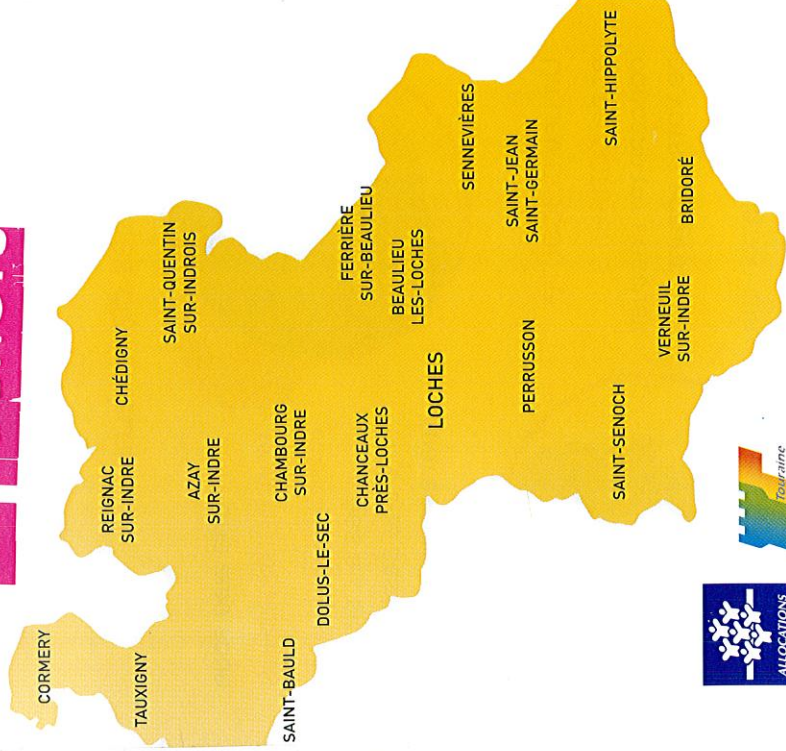 CORMERY
TAUXIGNY
SAINT-BAULD
REIGNAC
SUR-INDRE
AZAY
SUR-INDRE
DOLUS-LE-SEC
CHÉDIGNY
SAINT-QUENTIN
SUR-INDROIS
CHAMBOURG
SUR-INDRE
CHANCEAUX
PRÈS-LOCHES
FERRIÈRE
SUR-BEAULIEU
BEAULIEU
LES-LOCHES
LOCHES
SENNEVIÈRES
SAINT-JEAN
SAINT-GERMAIN
PERRUSSON
SAINT-HIPPOLYTE
SAINT-SENOCH
VERNEUIL
SUR-INDRE
BRIDORÉ
ALLOCATIONS
Touraine